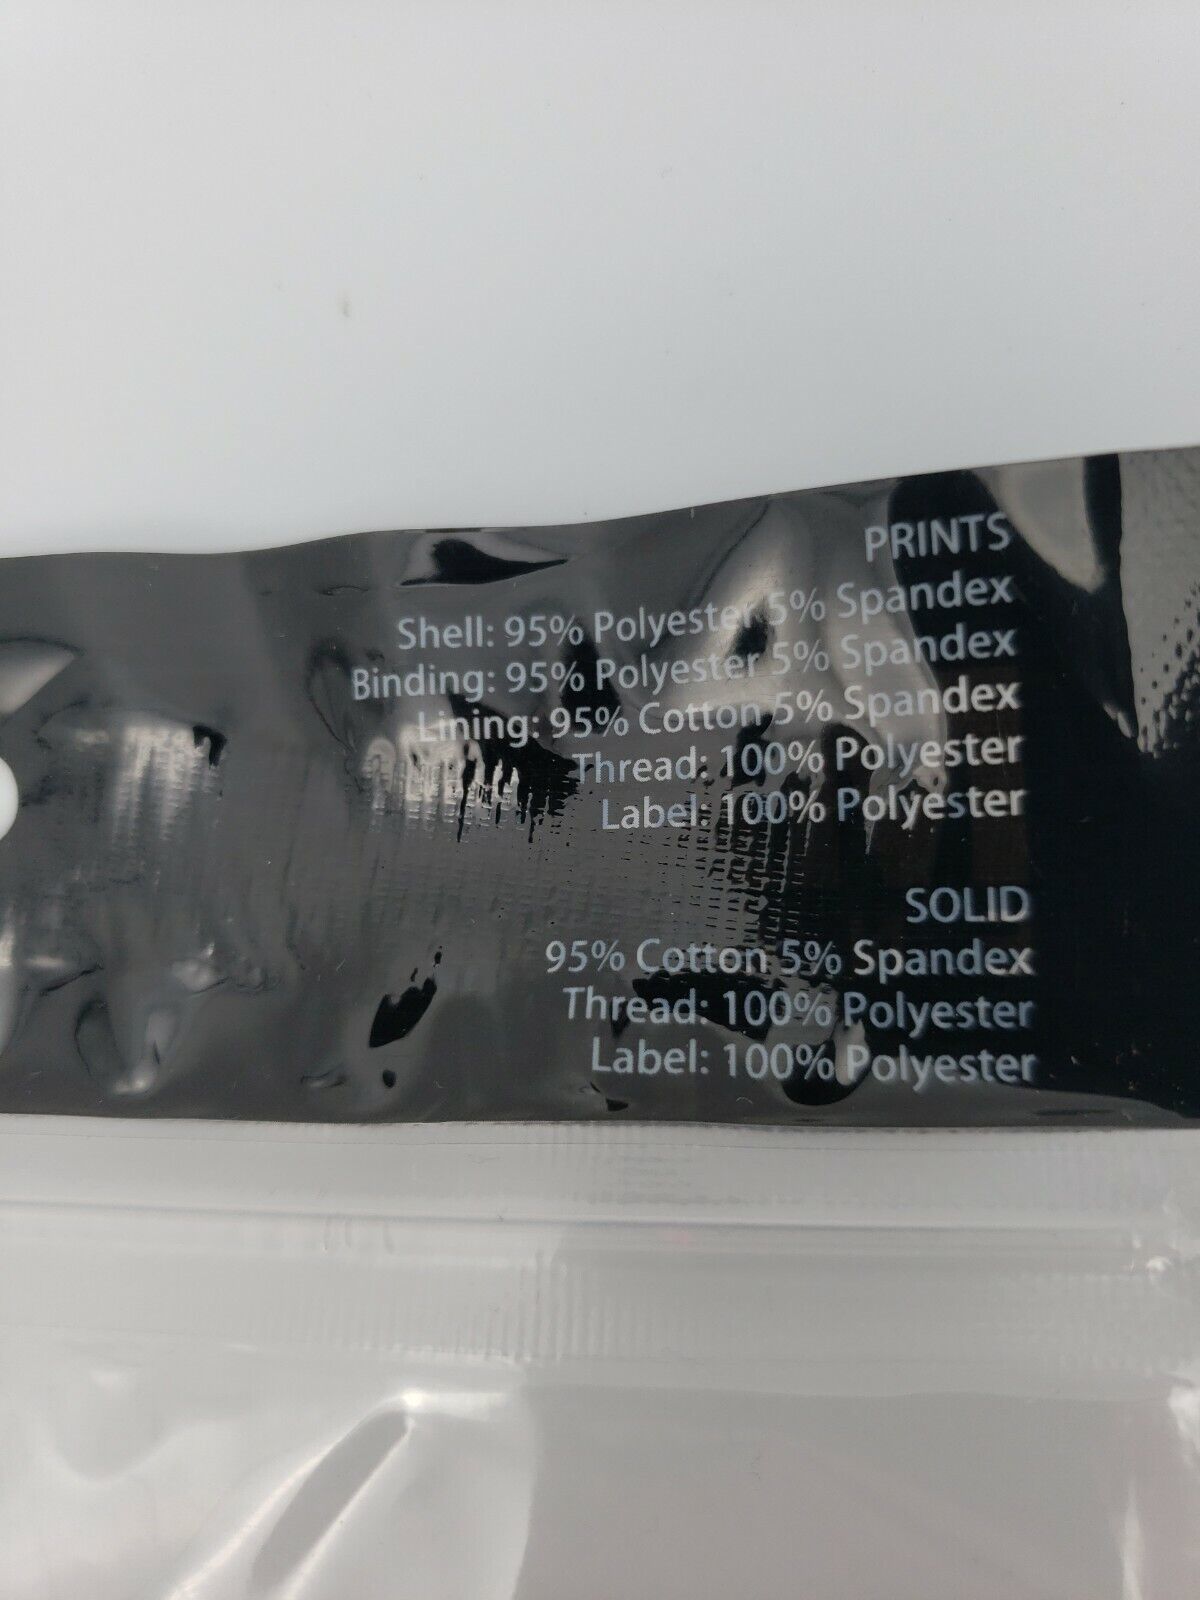 PRINTS
Shell: 95% Polyester 5% Spandex
Binding: 95% Polyester 5% Spandex
Lining: 95% Cotton 5% Spandex
Thread: 100% Polyester
Label: 100% Polyester
SOLID
95% Cotton 5% Spandex
Thread: 100% Polyester
Label: 100% Polyester